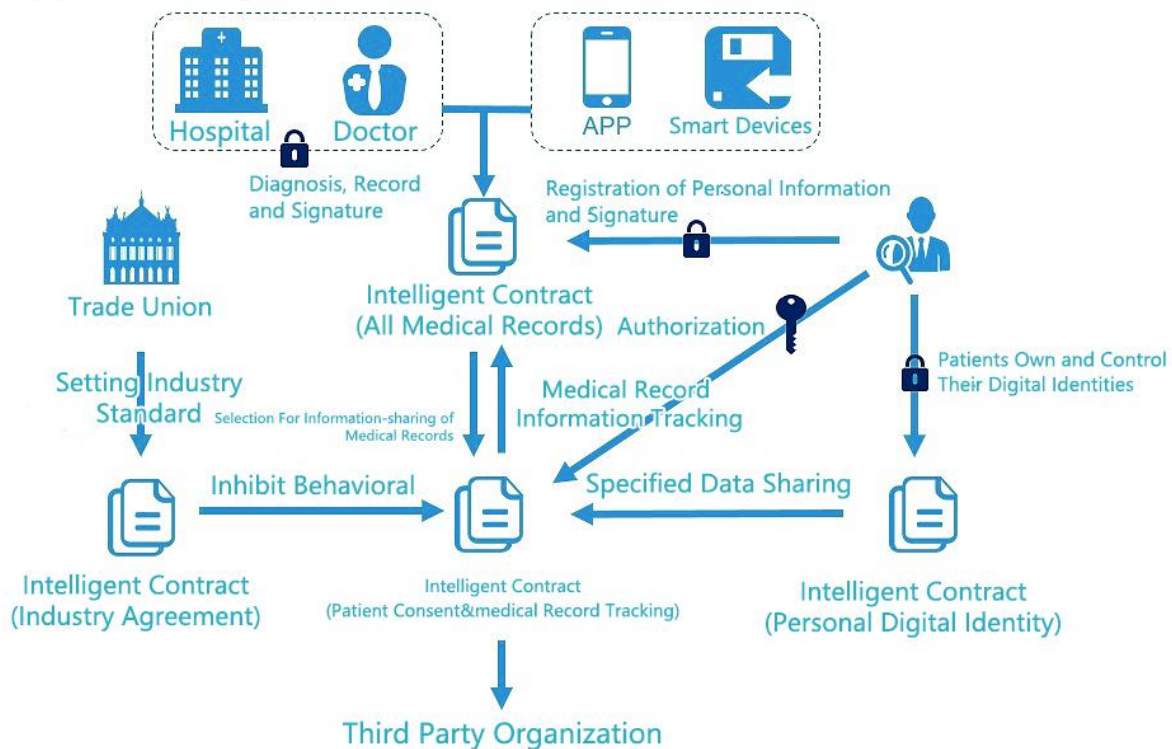 Hospital
Doctor
APP
Smart Devices
Diagnosis, Record
and Signature
Registration of Personal Information
and Signature
Trade Union
Intelligent Contract
(All Medical Records)
Authorization
Patients Own and Control
Their Digital Identities
Setting Industry
Standard
Selection For Information-sharing of
Medical Records
Medical Record
Information Tracking
Inhibit Behavioral
Specified Data Sharing
Intelligent Contract
(Industry Agreement)
Intelligent Contract
(Patient Consent&medical Record Tracking)
Intelligent Contract
(Personal Digital Identity)
Third Party Organization